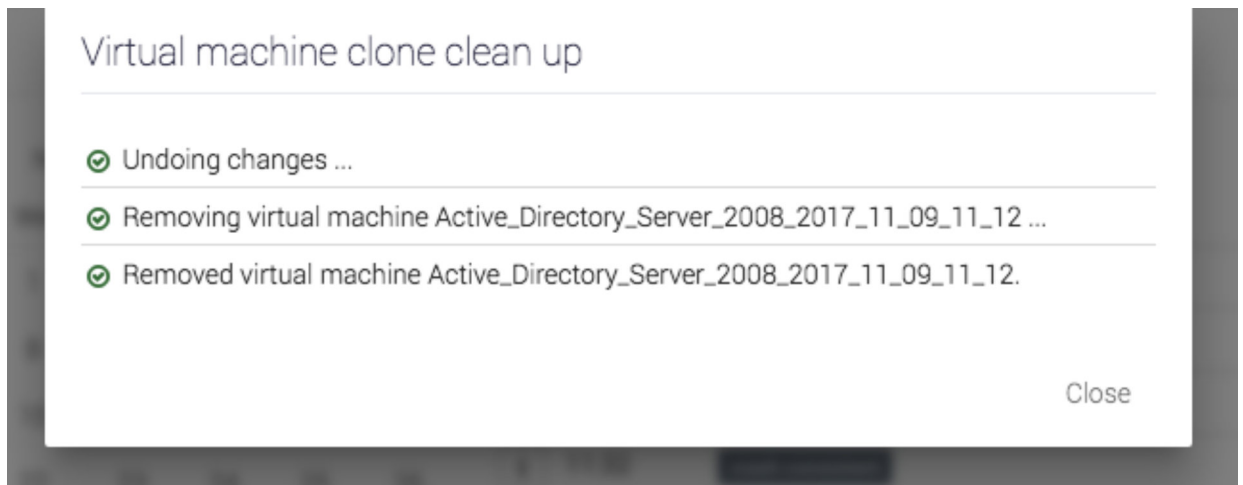 Virtual machine clone clean up
Undoing changes ...
Removing virtual machine Active_Directory_Server_2008_2017_11_09_11_12 ...
Removed virtual machine Active_Directory_Server_2008_2017_11_09_11_12.
Close